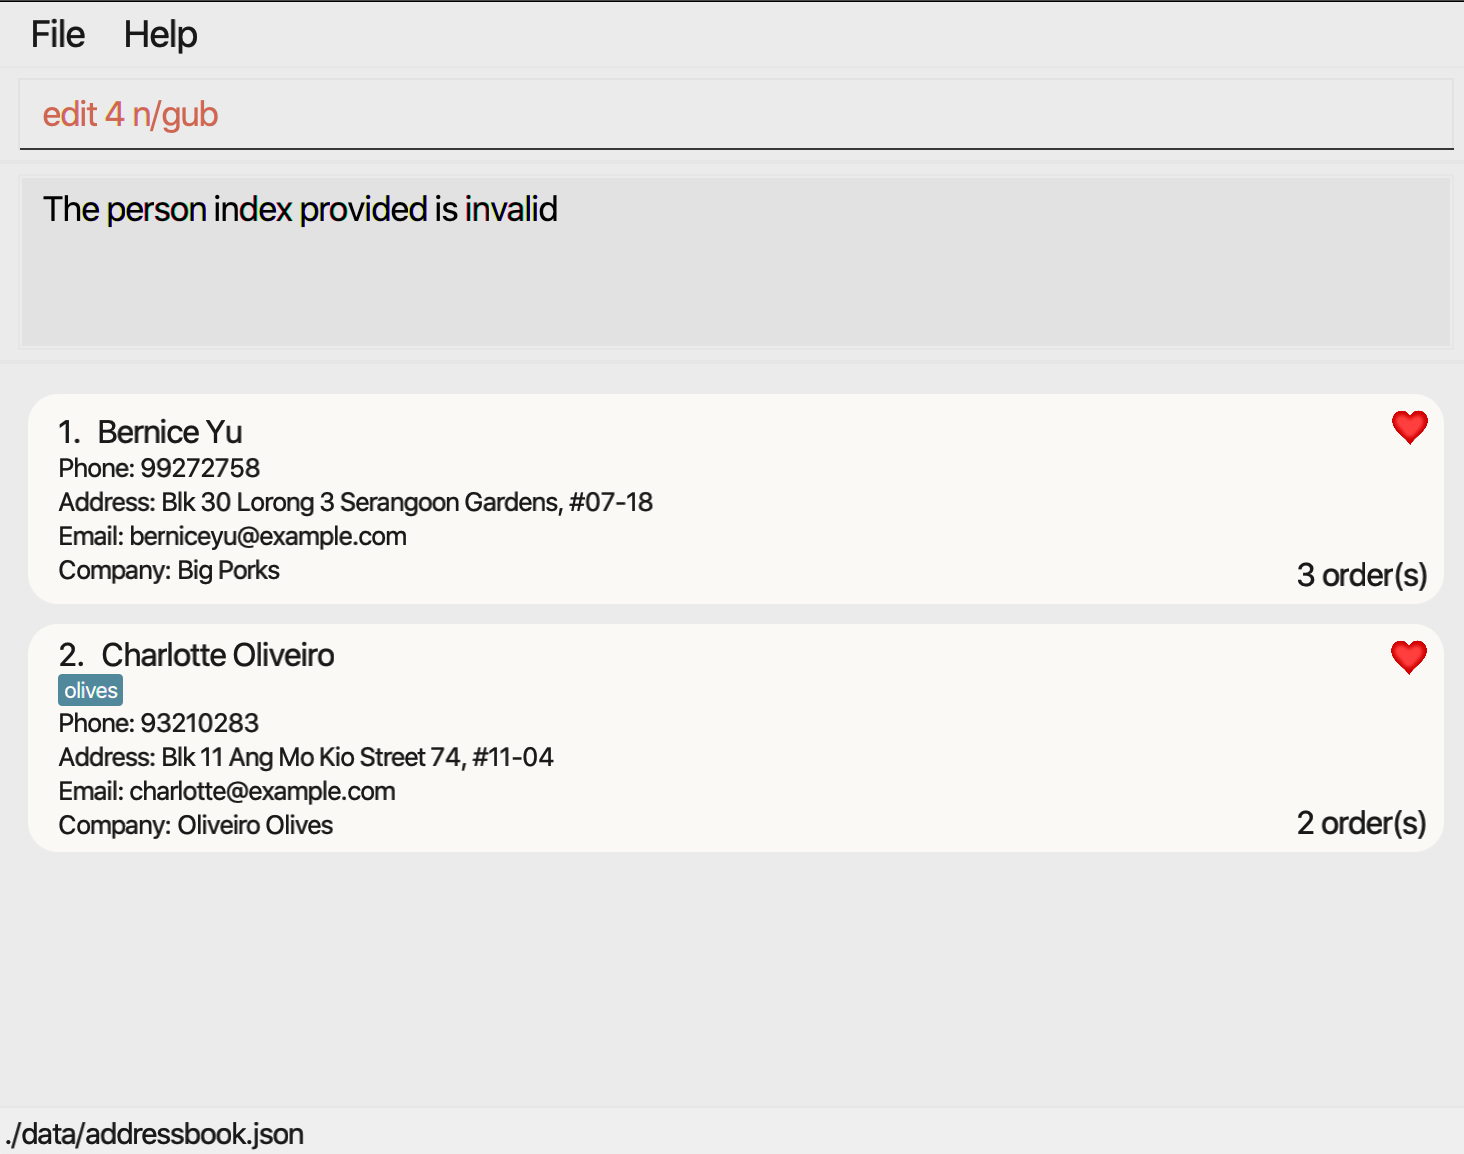 File Help
edit 4 n/gub
The person index provided is invalid
1. Bernice Yu
Phone: 99272758
Address: Blk 30 Lorong 3 Serangoon Gardens, #07-18
Email: berniceyu@example.com
Company: Big Porks
3 order(s)
2. Charlotte Oliveiro
olives
Phone: 93210283
Address: Blk 11 Ang Mo Kio Street 74, #11-04
Email: charlotte@example.com
Company: Oliveiro Olives
2 order(s)
./data/addressbook.json